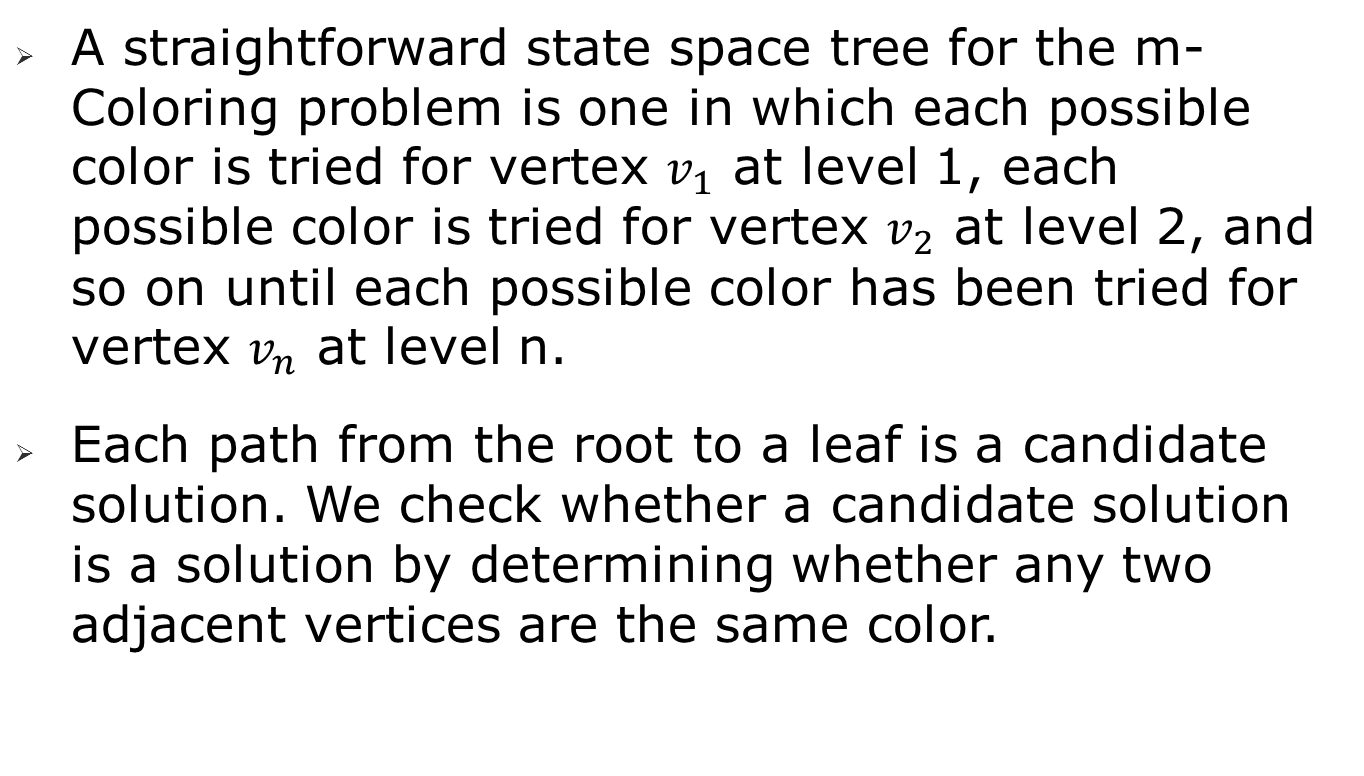 ➢ A straightforward state space tree for the m-
Coloring problem is one in which each possible
color is tried for vertex 𝑣₁ at level 1, each
possible color is tried for vertex 𝑣₂ at level 2, and
so on until each possible color has been tried for
vertex 𝑣ₙ at level n.
➢ Each path from the root to a leaf is a candidate
solution. We check whether a candidate solution
is a solution by determining whether any two
adjacent vertices are the same color.